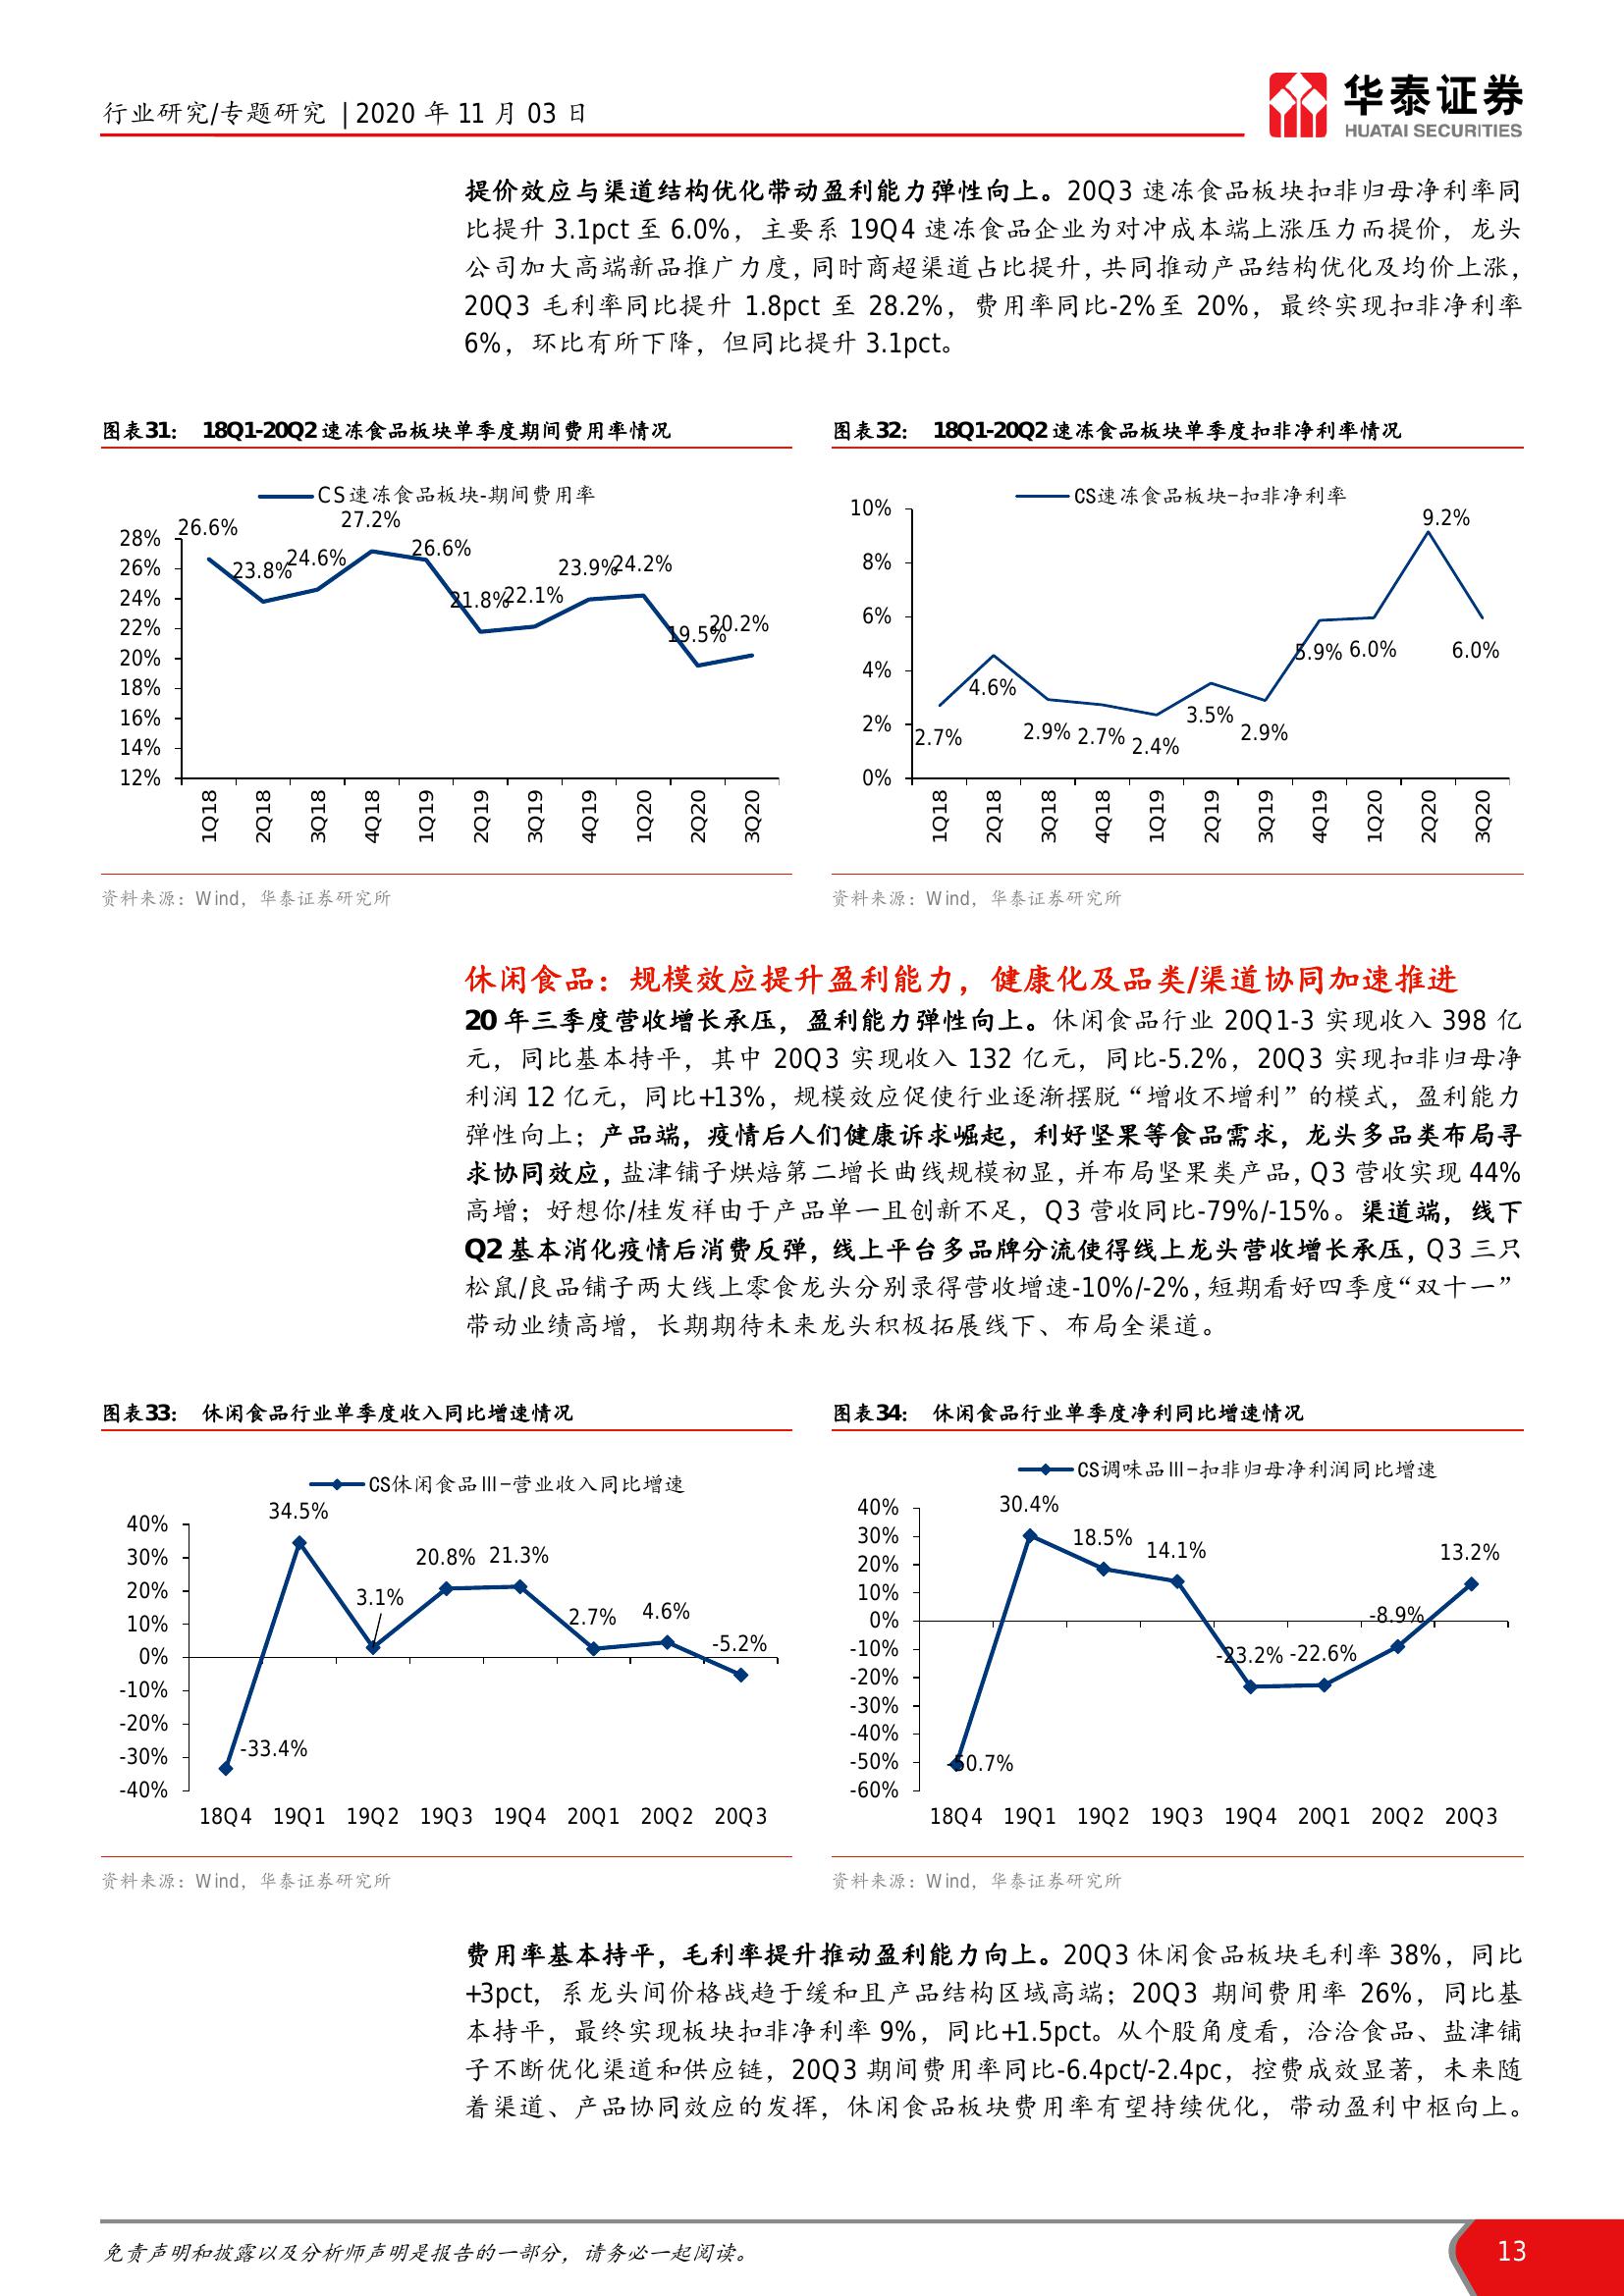 行业研究/专题研究 | 2020 年 11 月 03 日
华泰证券
HUATAI SECURITIES
提价效应与渠道结构优化带动盈利能力弹性向上。20Q3 速冻食品板块扣非归母净利率同
比提升 3.1pct 至 6.0%，主要系 19Q4 速冻食品企业为对冲成本端上涨压力而提价，龙头
公司加大高端新品推广力度，同时商超渠道占比提升，共同推动产品结构优化及均价上涨，
20Q3 毛利率同比提升 1.8pct 至 28.2%，费用率同比-2%至 20%，最终实现扣非净利率
6%，环比有所下降，但同比提升 3.1pct。
图表31： 18Q1-20Q2 速冻食品板块单季度期间费用率情况
CS速冻食品板块-期间费用率
28%
26%
24%
22%
20%
18%
16%
14%
12%
26.6%
23.8%
24.6%
27.2%
26.6%
21.8%
22.1%
23.9%
24.2%
19.5%
20.2%
1Q18
2Q18
3Q18
4Q18
1Q19
2Q19
3Q19
4Q19
1Q20
2Q20
3Q20
资料来源：Wind，华泰证券研究所
图表32： 18Q1-20Q2 速冻食品板块单季度扣非净利率情况
CS速冻食品板块-扣非净利率
10%
8%
6%
4%
2%
0%
2.7%
4.6%
2.9%
2.7%
2.4%
3.5%
2.9%
5.9%
6.0%
9.2%
6.0%
1Q18
2Q18
3Q18
4Q18
1Q19
2Q19
3Q19
4Q19
1Q20
2Q20
3Q20
资料来源：Wind，华泰证券研究所
休闲食品：规模效应提升盈利能力，健康化及品类/渠道协同加速推进
20 年三季度营收增长承压，盈利能力弹性向上。休闲食品行业 20Q1-3 实现收入 398 亿
元，同比基本持平，其中 20Q3 实现收入 132 亿元，同比-5.2%，20Q3 实现扣非归母净
利润 12 亿元，同比+13%，规模效应促使行业逐渐摆脱“增收不增利”的模式，盈利能力
弹性向上；产品端，疫情后人们健康诉求崛起，利好坚果等食品需求，龙头多品类布局寻
求协同效应，盐津铺子烘焙第二增长曲线规模初显，并布局坚果类产品，Q3 营收实现 44%
高增；好想你/桂发祥由于产品单一且创新不足，Q3 营收同比-79%/-15%。渠道端，线下
Q2 基本消化疫情后消费反弹，线上平台多品牌分流使得线上龙头营收增长承压，Q3 三只
松鼠/良品铺子两大线上零食龙头分别录得营收增速-10%/-2%，短期看好四季度“双十一”
带动业绩高增，长期期待未来龙头积极拓展线下、布局全渠道。
图表33： 休闲食品行业单季度收入同比增速情况
CS休闲食品Ⅲ-营业收入同比增速
40%
30%
20%
10%
0%
-10%
-20%
-30%
-40%
-33.4%
34.5%
3.1%
20.8%
21.3%
2.7%
4.6%
-5.2%
18Q4 19Q1 19Q2 19Q3 19Q4 20Q1 20Q2 20Q3
资料来源：Wind，华泰证券研究所
图表34： 休闲食品行业单季度净利同比增速情况
CS调味品Ⅲ-扣非归母净利润同比增速
40%
30%
20%
10%
0%
-10%
-20%
-30%
-40%
-50%
-60%
-50.7%
30.4%
18.5%
14.1%
-23.2%
-22.6%
-8.9%
13.2%
18Q4 19Q1 19Q2 19Q3 19Q4 20Q1 20Q2 20Q3
资料来源：Wind，华泰证券研究所
费用率基本持平，毛利率提升推动盈利能力向上。20Q3 休闲食品板块毛利率 38%，同比
+3pct，系龙头间价格战趋于缓和且产品结构区域高端；20Q3 期间费用率 26%，同比基
本持平，最终实现板块扣非净利率 9%，同比+1.5pct。从个股角度看，洽洽食品、盐津铺
子不断优化渠道和供应链，20Q3 期间费用率同比-6.4pct/-2.4pc，控费成效显著，未来随
着渠道、产品协同效应的发挥，休闲食品板块费用率有望持续优化，带动盈利中枢向上。
免责声明和披露以及分析师声明是报告的一部分，请务必一起阅读。
13